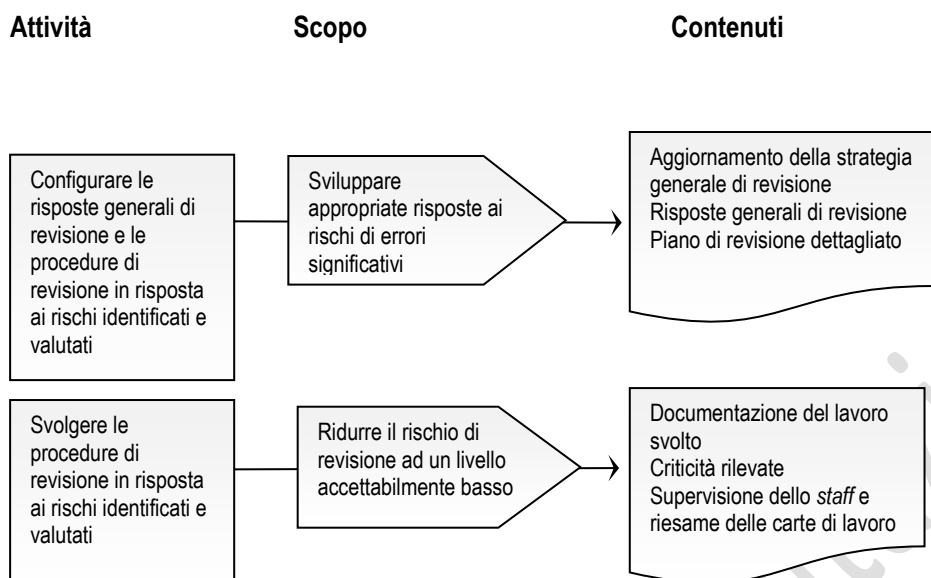 Attività Scopo Contenuti
Configurare le
risposte generali di
revisione e le
procedure di
revisione in risposta
ai rischi identificati e
valutati
Sviluppare
appropriate risposte ai
rischi di errori
significativi
Aggiornamento della strategia
generale di revisione
Risposte generali di revisione
Piano di revisione dettagliato
Svolgere le
procedure di
revisione in risposta
ai rischi identificati e
valutati
Ridurre il rischio di
revisione ad un livello
accettabilmente basso
Documentazione del lavoro
svolto
Criticità rilevate
Supervisione dello staff e
riesame delle carte di lavoro